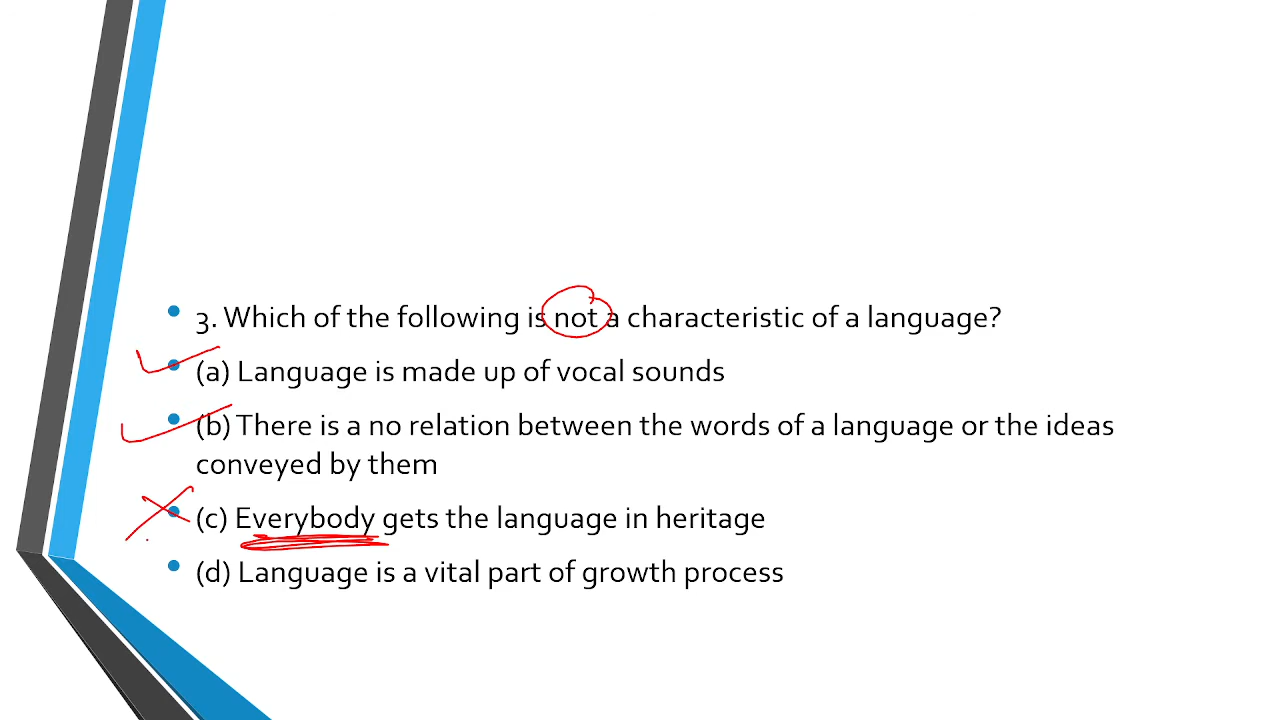 3. Which of the following is not a characteristic of a language?
(a) Language is made up of vocal sounds
(b) There is a no relation between the words of a language or the ideas
conveyed by them
(c) Everybody gets the language in heritage
(d) Language is a vital part of growth process